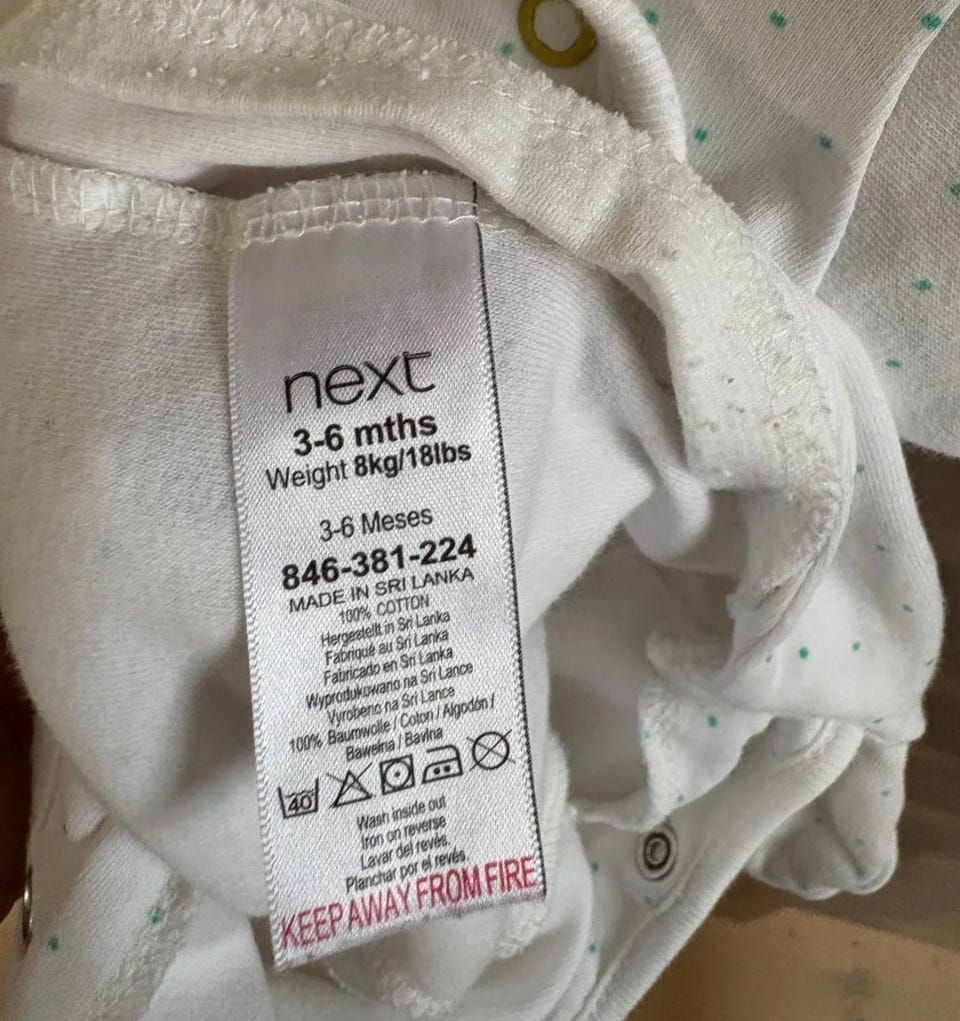 next
3-6 mths
Weight 8kg/18lbs
3-6 Meses
846-381-224
MADE IN SRI LANKA
100% COTTON
Hergestellt in Sri Lanka
Fabriqué au Sri Lanka
Fabricado en Sri Lanka
Wyprodukowano na Sri Lance
Vyrobeno na Sri Lance
100% Baumwolle / Coton / Algodón /
Bawełna / Bavlna
40
Wash inside out
Iron on reverse
Lavar del revés.
Planchar por el revés.
KEEP AWAY FROM FIRE